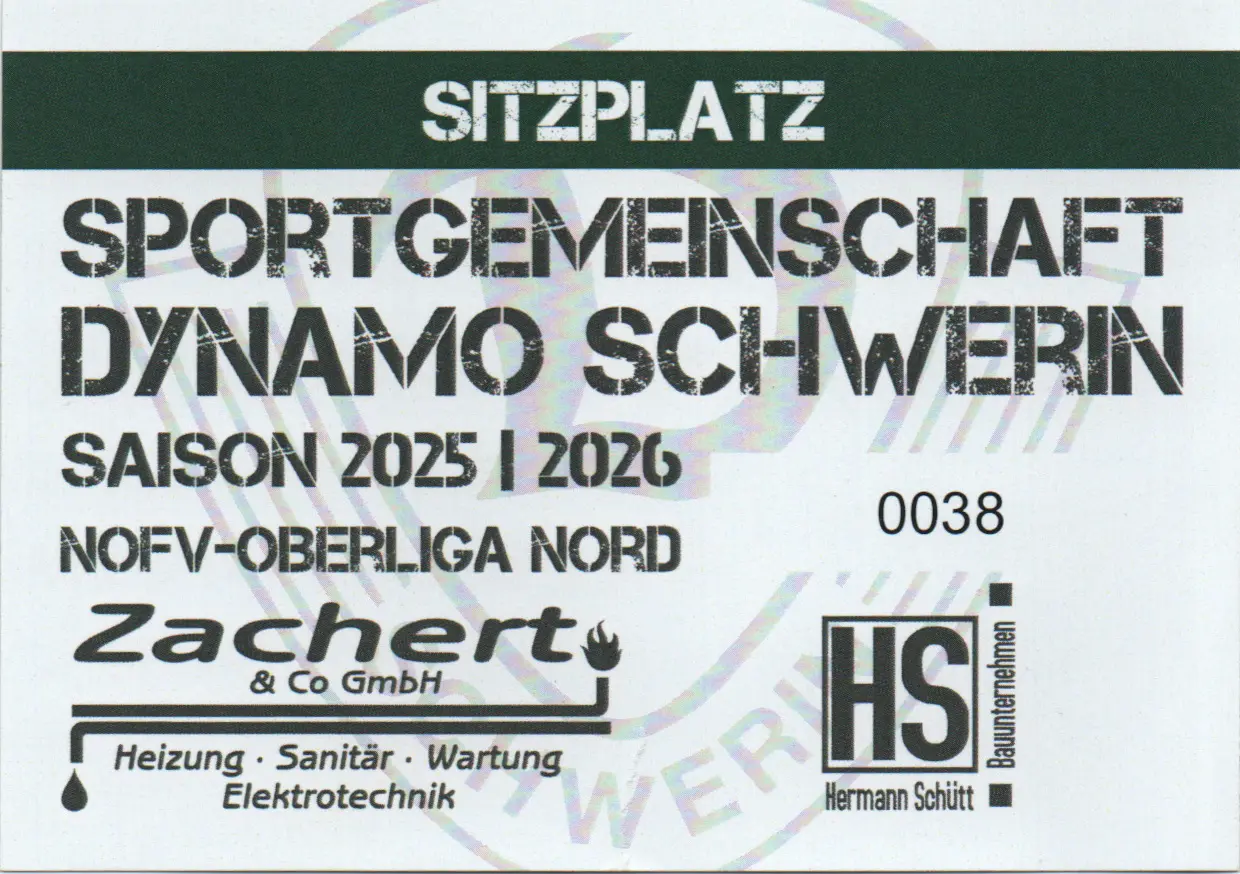 SITZPLATZ
SPORTGEMEINSCHAFT
DYNAMO SCHWERIN
SAISON 2025 | 2026
NOFV-OBERLIGA NORD
0038
Zachert
& Co GmbH
Heizung · Sanitär · Wartung
Elektrotechnik
HS
Bauunternehmen
Hermann Schütt
SCHWERIN